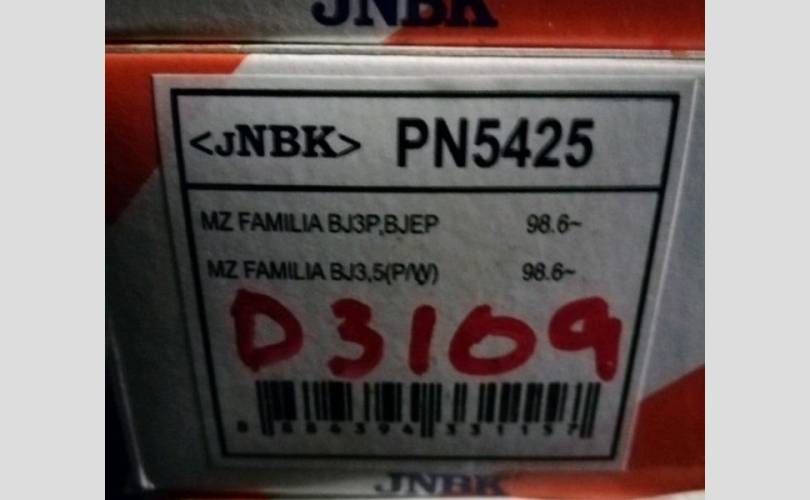 JNBK
<JNBK> PN5425
MZ FAMILIA BJ3P,BJEP 98.6~
MZ FAMILIA BJ3,5(P/W) 98.6~
D3109
JNBK